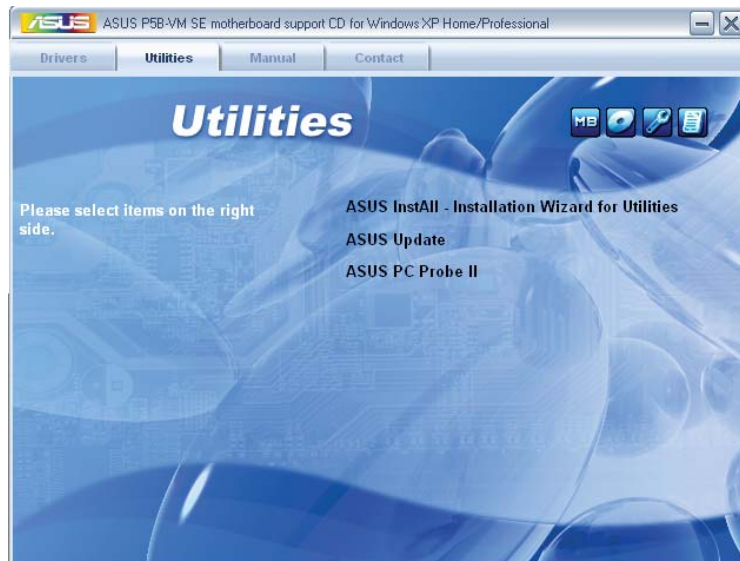 ASUS ASUS P5B-VM SE motherboard support CD for Windows XP Home/Professional
Drivers Utilities Manual Contact
Utilities
MB
Please select items on the right
side.
ASUS InstAll - Installation Wizard for Utilities
ASUS Update
ASUS PC Probe II